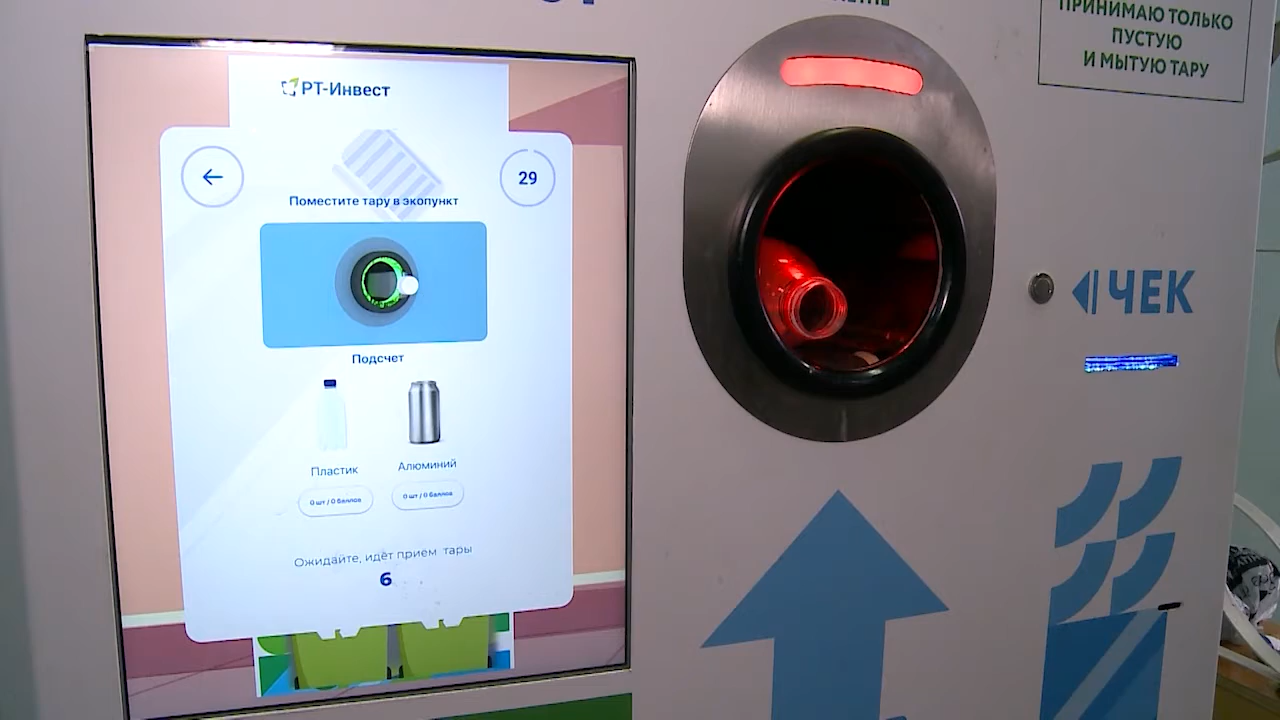 ПРИНИМАЮ ТОЛЬКО
ПУСТУЮ
И МЫТУЮ ТАРУ
РТ-Инвест
29
Поместите тару в экопункт
Подсчет
Пластик
Алюминий
0 шт / 0 баллов
0 шт / 0 баллов
Ожидайте, идёт приём тары
6
ЧЕК